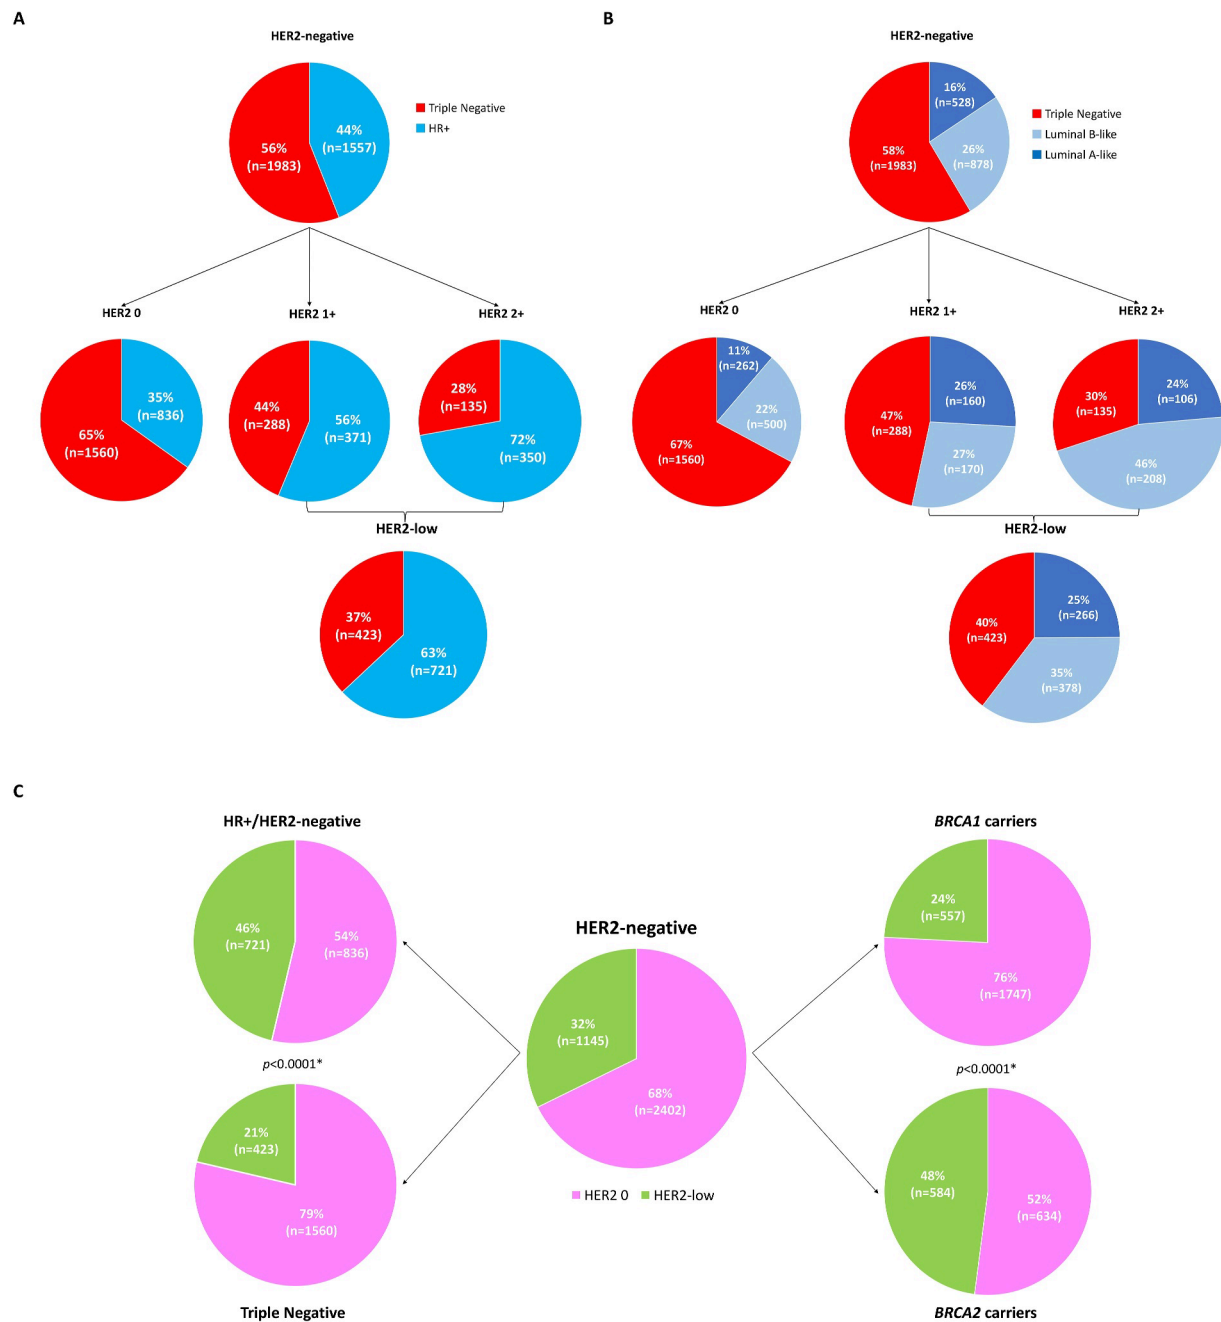 A
HER2-negative
44%
(n=1557)
56%
(n=1983)
Triple Negative
HR+
HER2 0
HER2 1+
HER2 2+
35%
(n=836)
65%
(n=1560)
44%
(n=288)
56%
(n=371)
28%
(n=135)
72%
(n=350)
HER2-low
37%
(n=423)
63%
(n=721)
B
HER2-negative
16%
(n=528)
58%
(n=1983)
26%
(n=878)
Triple Negative
Luminal B-like
Luminal A-like
HER2 0
HER2 1+
HER2 2+
11%
(n=262)
22%
(n=500)
67%
(n=1560)
26%
(n=160)
47%
(n=288)
27%
(n=170)
30%
(n=135)
24%
(n=106)
46%
(n=208)
HER2-low
25%
(n=266)
40%
(n=423)
35%
(n=378)
C
HR+/HER2-negative
46%
(n=721)
54%
(n=836)
p<0.0001*
21%
(n=423)
79%
(n=1560)
Triple Negative
HER2-negative
32%
(n=1145)
68%
(n=2402)
HER2 0
HER2-low
BRCA1 carriers
24%
(n=557)
76%
(n=1747)
p<0.0001*
48%
(n=584)
52%
(n=634)
BRCA2 carriers